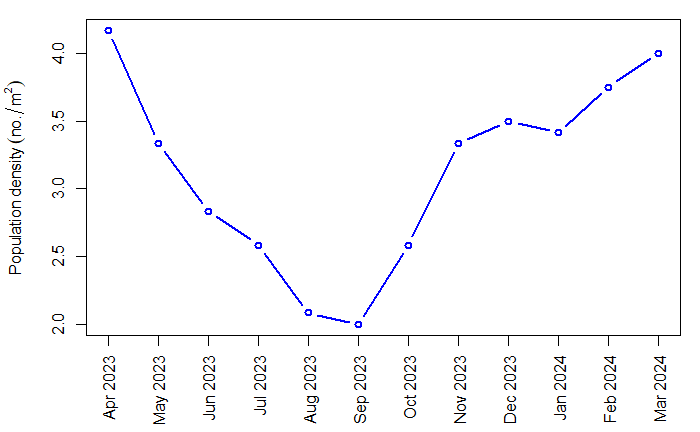 Population density (no./m²)
4.0
3.5
3.0
2.5
2.0
Apr 2023
May 2023
Jun 2023
Jul 2023
Aug 2023
Sep 2023
Oct 2023
Nov 2023
Dec 2023
Jan 2024
Feb 2024
Mar 2024